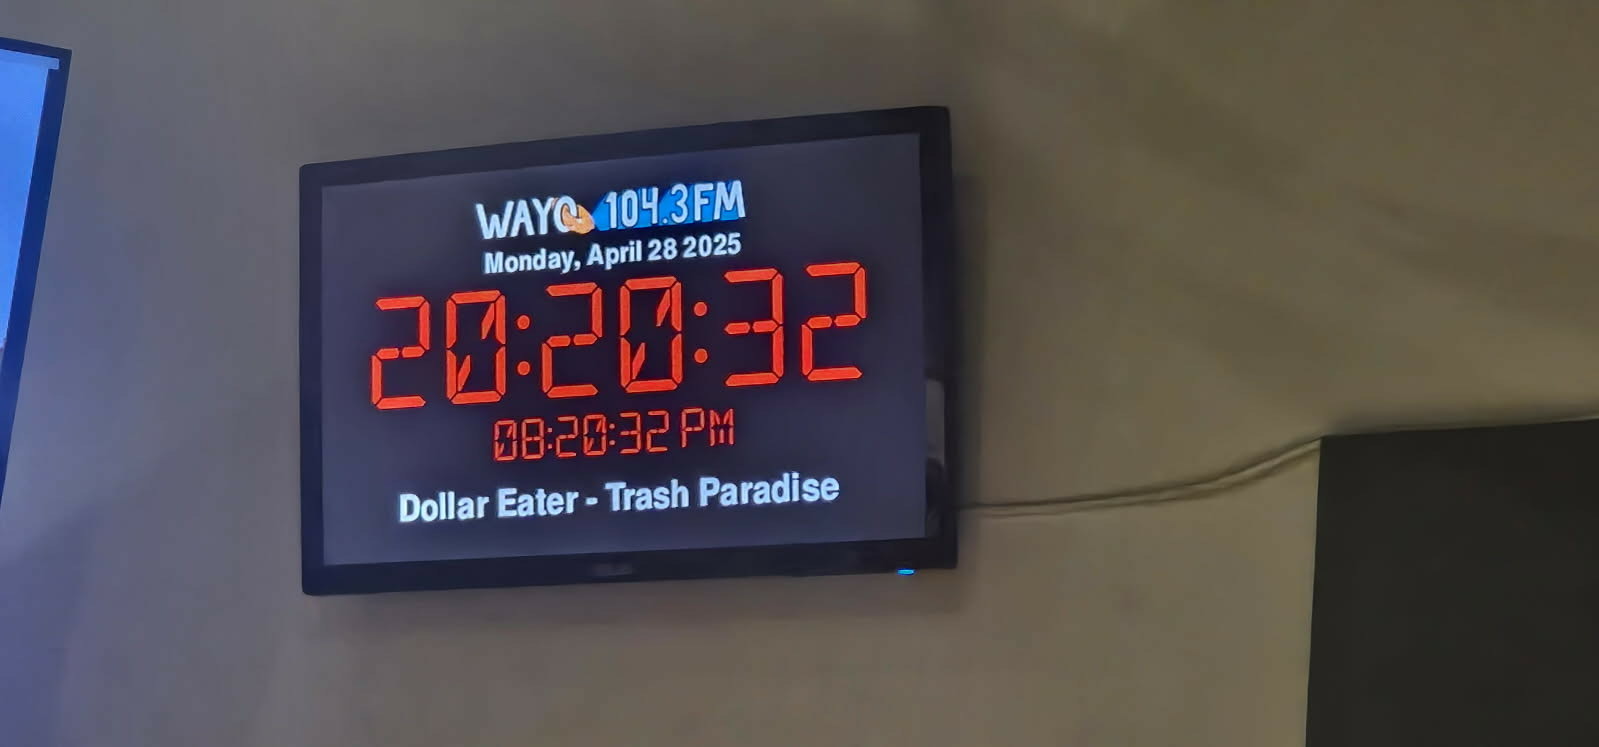 WAYO 104.3FM
Monday, April 28 2025
20:20:32
08:20:32 PM
Dollar Eater - Trash Paradise